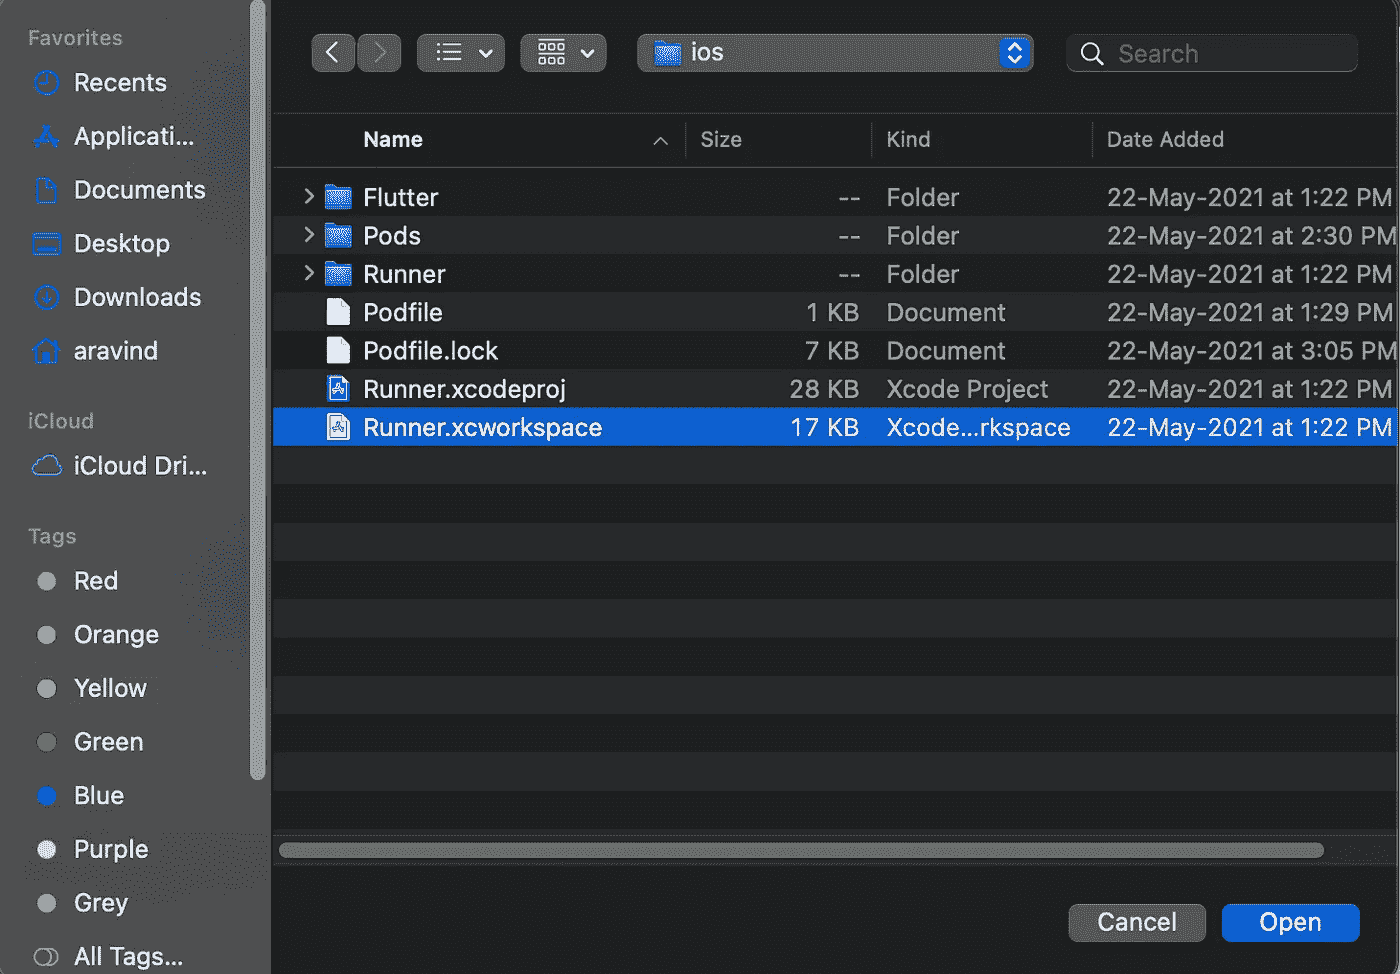 Favorites
Recents
Applicati...
Documents
Desktop
Downloads
aravind
iCloud
iCloud Dri...
Tags
Red
Orange
Yellow
Green
Blue
Purple
Grey
All Tags...
ios
Search
Name Size Kind Date Added
Flutter -- Folder 22-May-2021 at 1:22 PM
Pods -- Folder 22-May-2021 at 2:30 PM
Runner -- Folder 22-May-2021 at 1:22 PM
Podfile 1 KB Document 22-May-2021 at 1:29 PM
Podfile.lock 7 KB Document 22-May-2021 at 3:05 PM
Runner.xcodeproj 28 KB Xcode Project 22-May-2021 at 1:22 PM
Runner.xcworkspace 17 KB Xcode...rkspace 22-May-2021 at 1:22 PM
Cancel Open